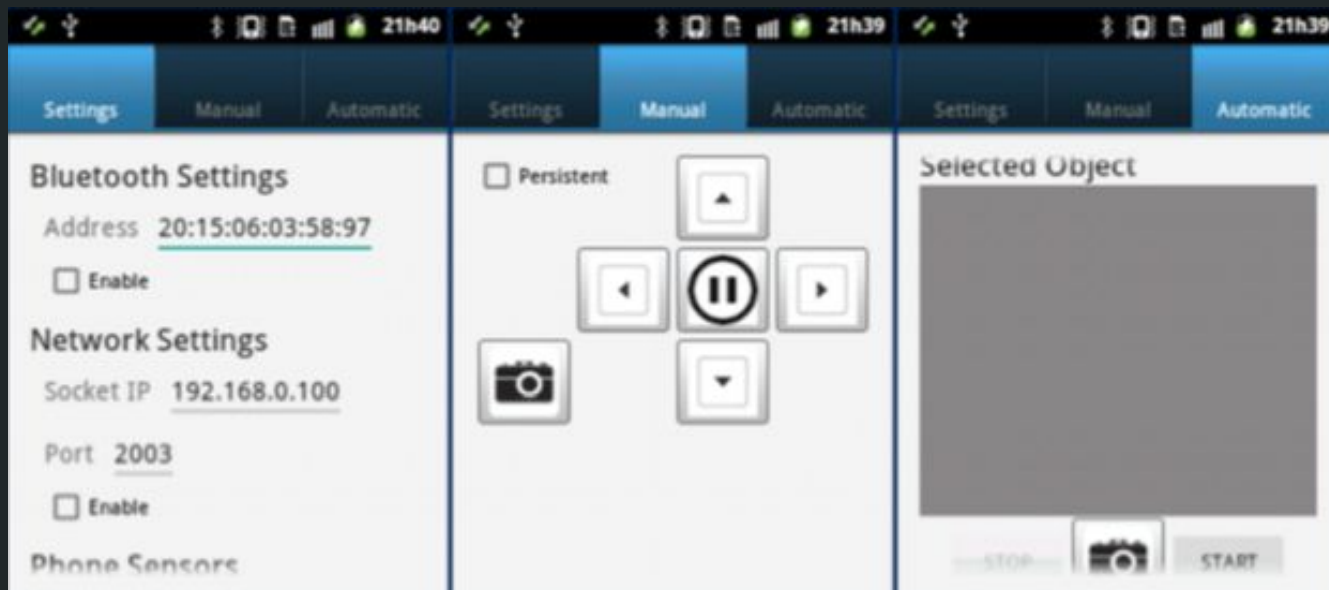 21h40
Settings Manual Automatic
Bluetooth Settings
Address 20:15:06:03:58:97
Enable
Network Settings
Socket IP 192.168.0.100
Port 2003
Enable
Phone Sensors
21h39
Settings Manual Automatic
Persistent
21h39
Settings Manual Automatic
Selected Object
STOP START